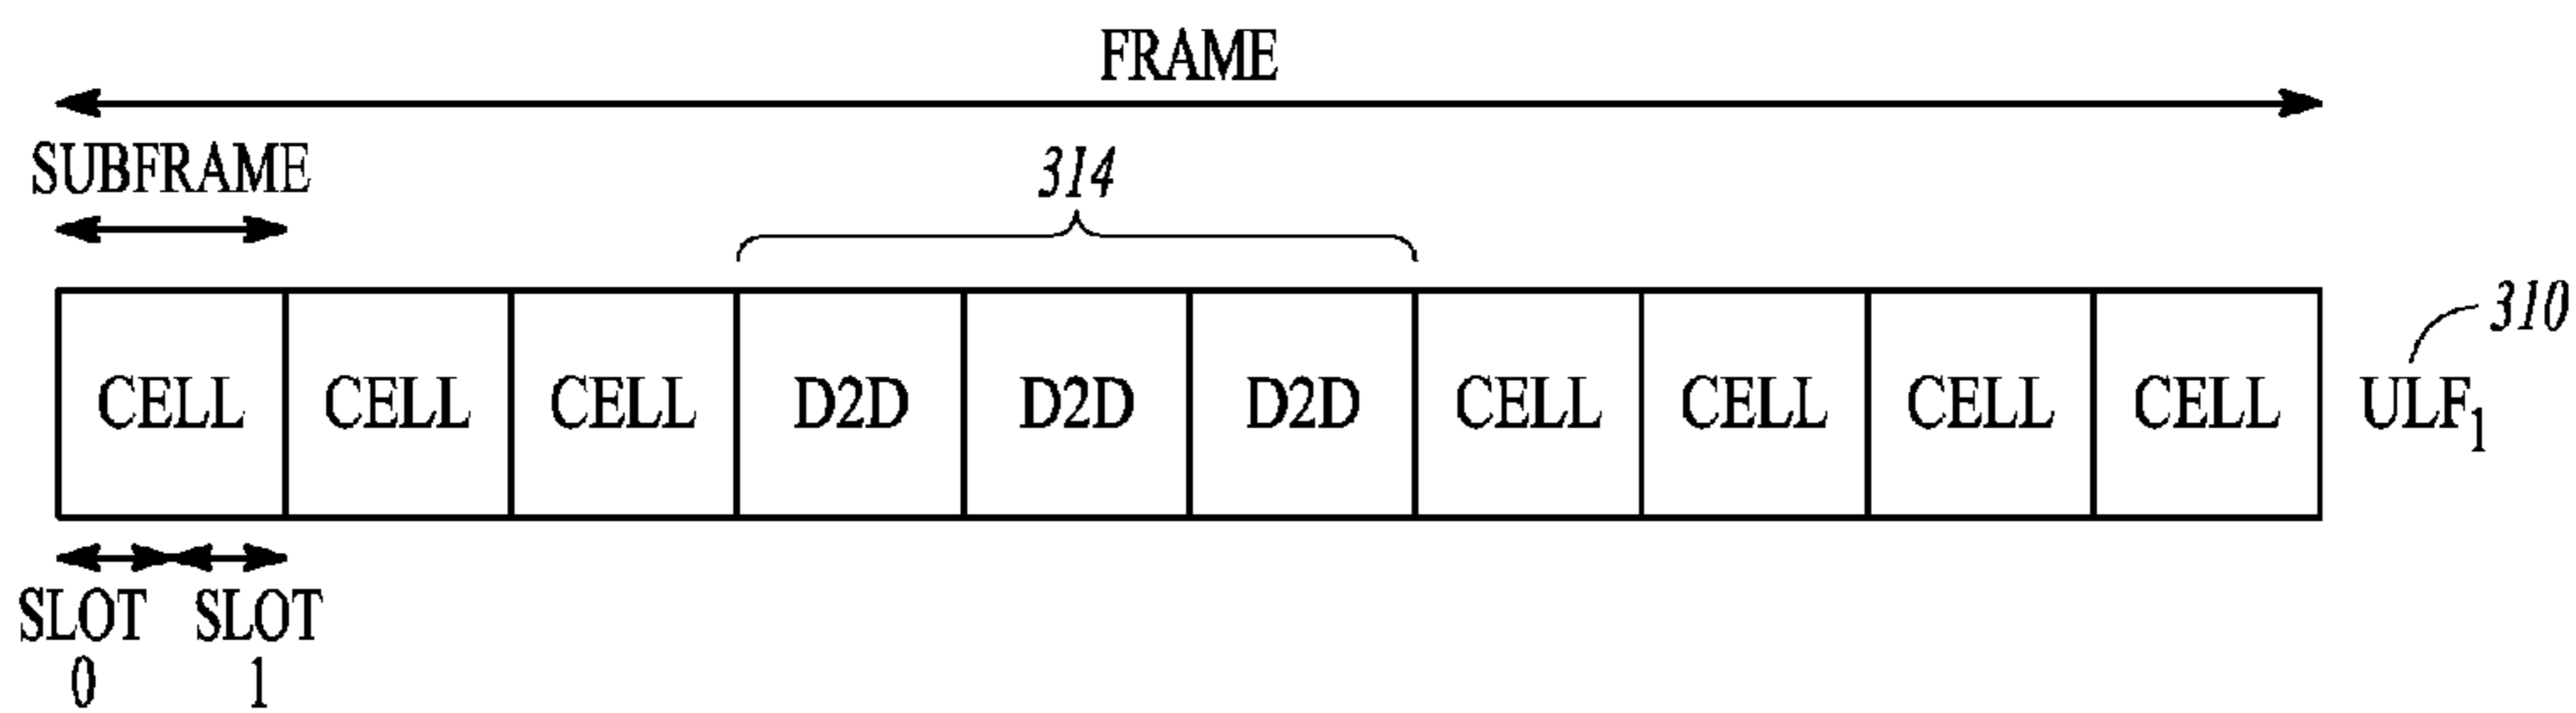 FRAME
SUBFRAME
314
310
CELL CELL CELL D2D D2D D2D CELL CELL CELL CELL ULF1
SLOT SLOT
0 1